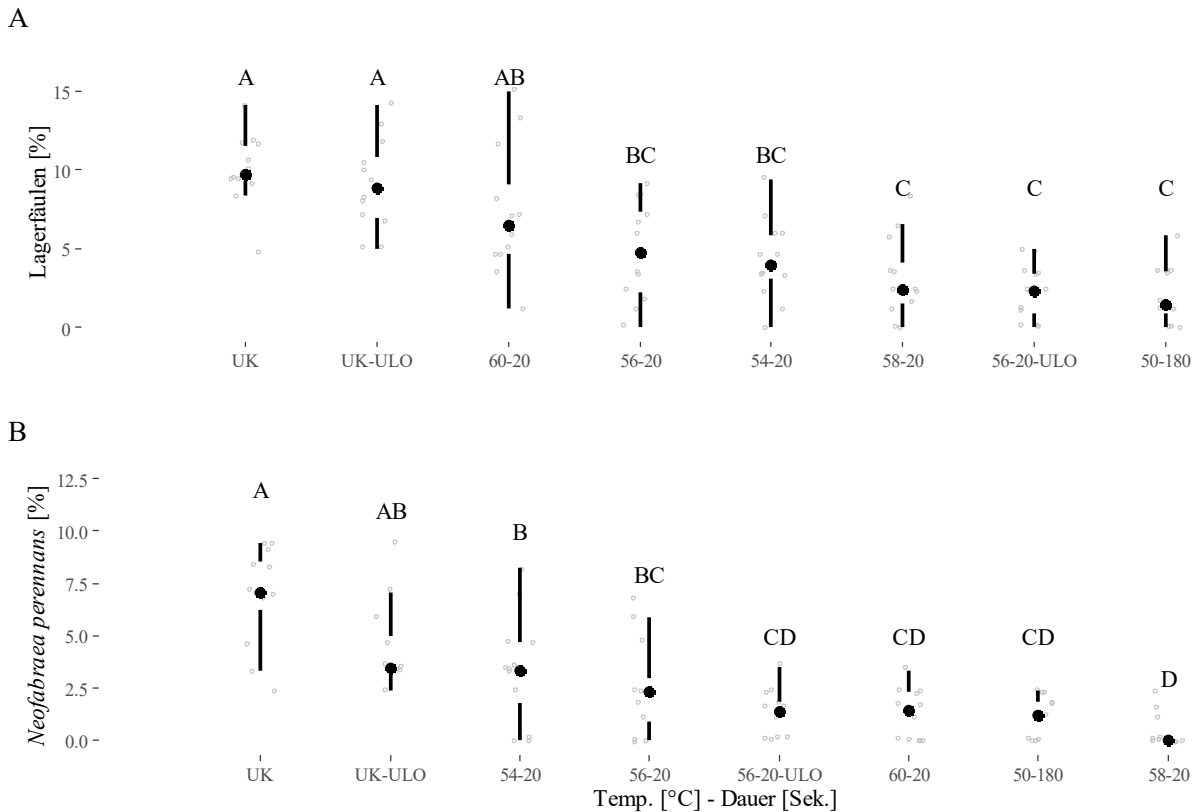 A
A A AB BC BC C C C
Lagerfäulen [%]
15
10
5
0
UK UK-ULO 60-20 56-20 54-20 58-20 56-20-ULO 50-180
B
A AB B BC CD CD CD D
Neofabraea perennans [%]
12.5
10.0
7.5
5.0
2.5
0.0
UK UK-ULO 54-20 56-20 56-20-ULO 60-20 50-180 58-20
Temp. [°C] - Dauer [Sek.]